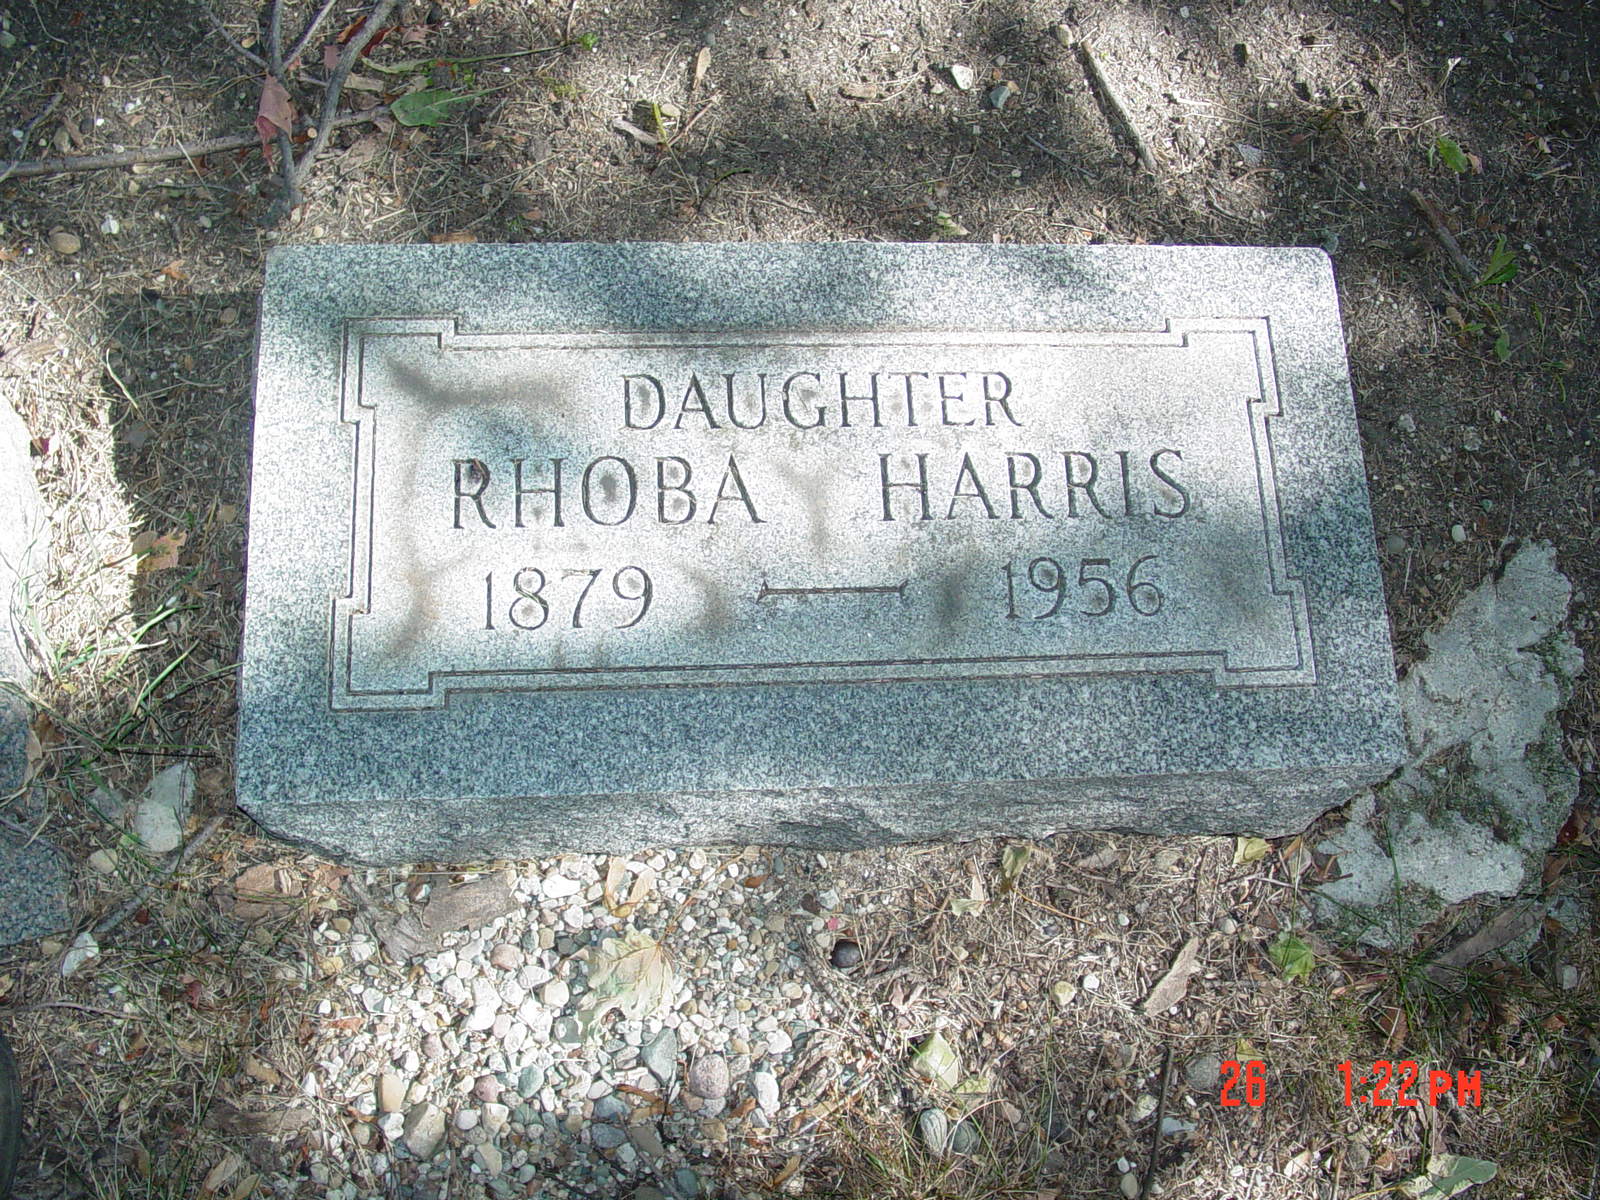 DAUGHTER
RHOBA HARRIS
1879 — 1956
26 1:22 PM